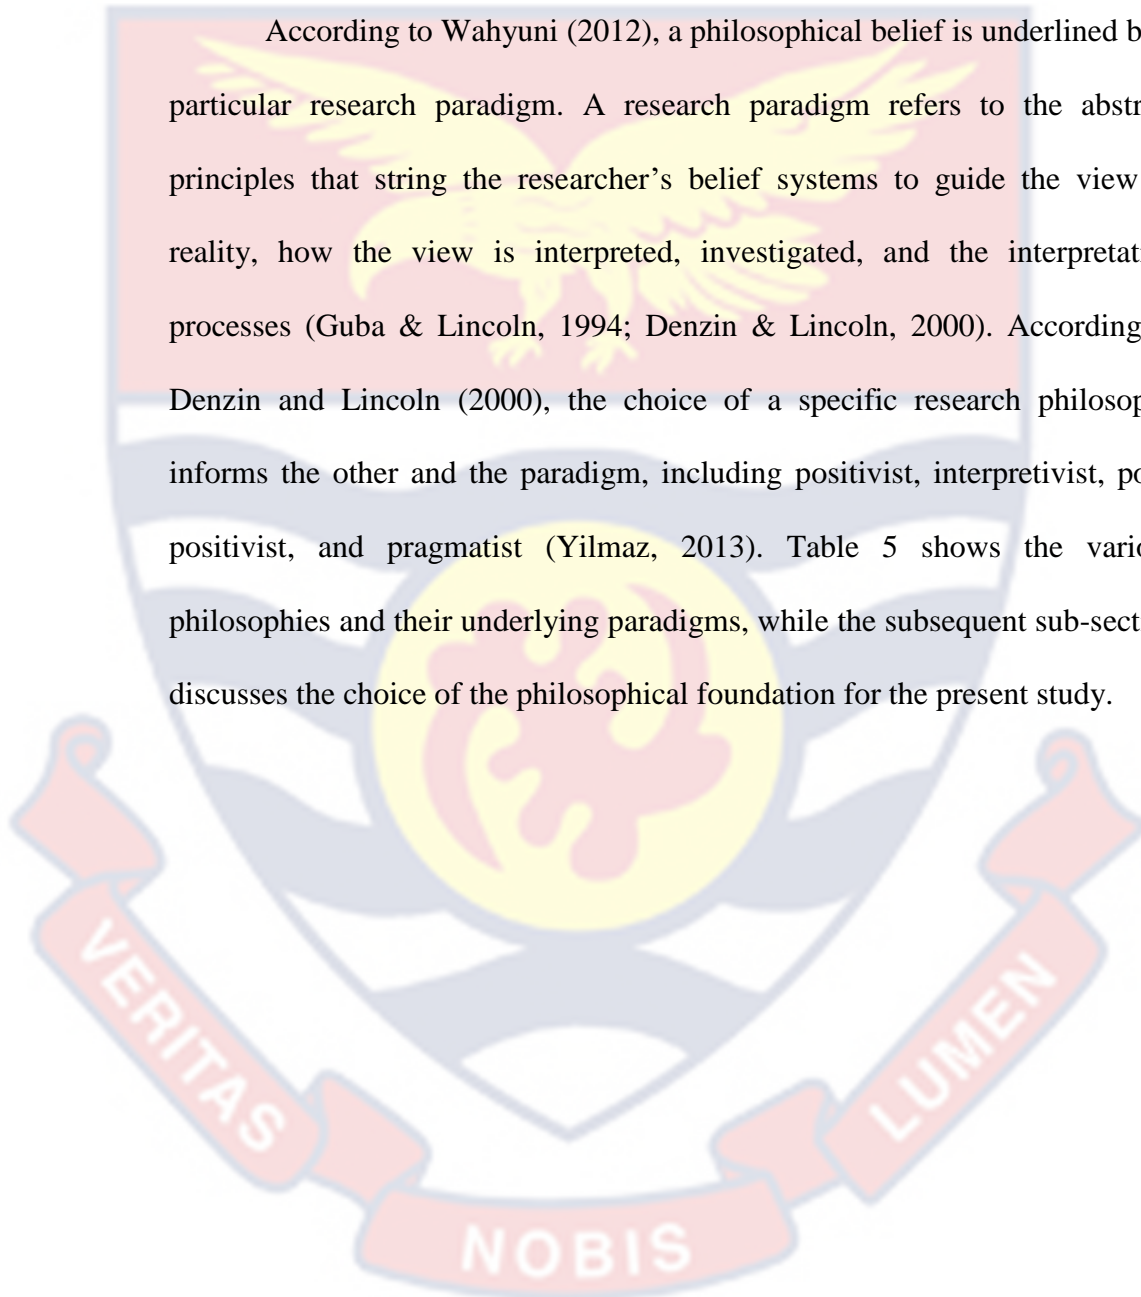 According to Wahyuni (2012), a philosophical belief is underlined b
particular research paradigm. A research paradigm refers to the abstr
principles that string the researcher’s belief systems to guide the view
reality, how the view is interpreted, investigated, and the interpretati
processes (Guba & Lincoln, 1994; Denzin & Lincoln, 2000). According
Denzin and Lincoln (2000), the choice of a specific research philosop
informs the other and the paradigm, including positivist, interpretivist, po
positivist, and pragmatist (Yilmaz, 2013). Table 5 shows the vario
philosophies and their underlying paradigms, while the subsequent sub-sect
discusses the choice of the philosophical foundation for the present study.
VERITAS
NOBIS
LUMEN